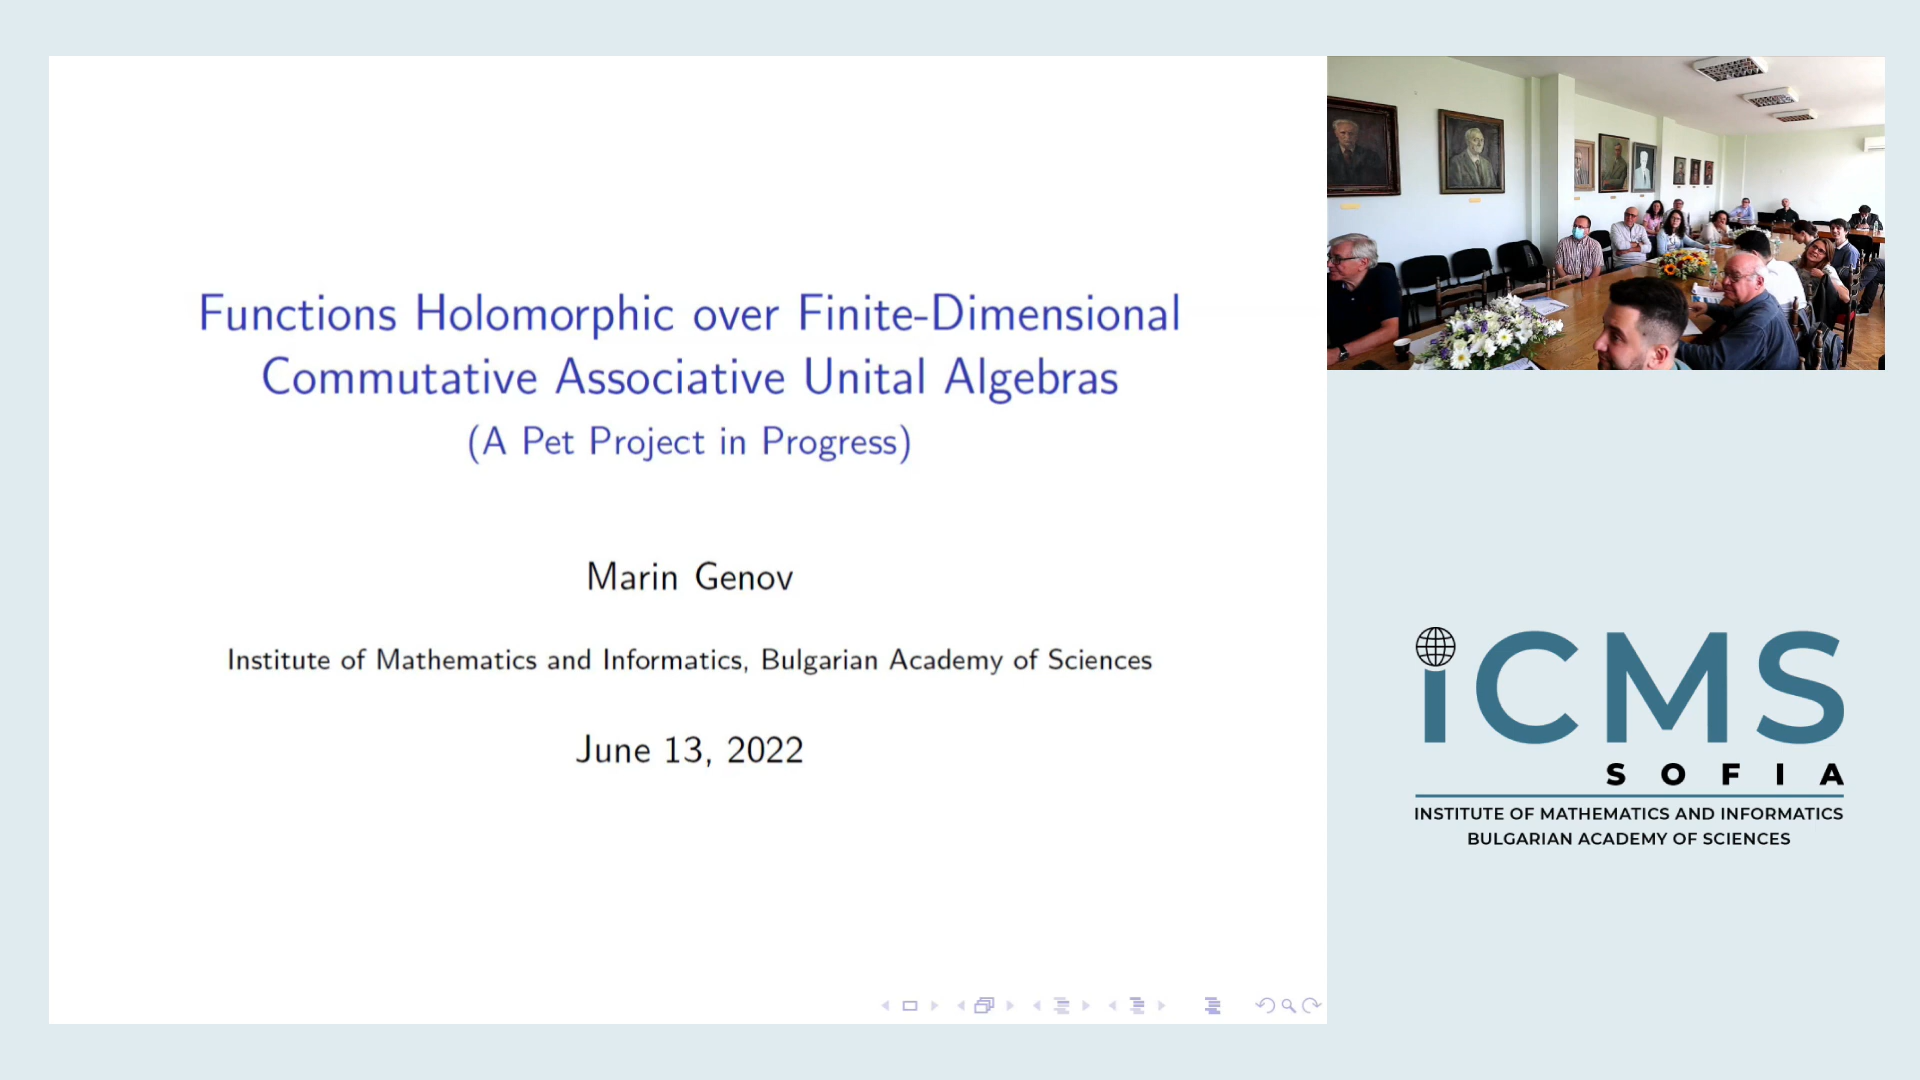 Functions Holomorphic over Finite-Dimensional
Commutative Associative Unital Algebras
(A Pet Project in Progress)
Marin Genov
Institute of Mathematics and Informatics, Bulgarian Academy of Sciences
June 13, 2022
iCMS
SOFIA
INSTITUTE OF MATHEMATICS AND INFORMATICS
BULGARIAN ACADEMY OF SCIENCES